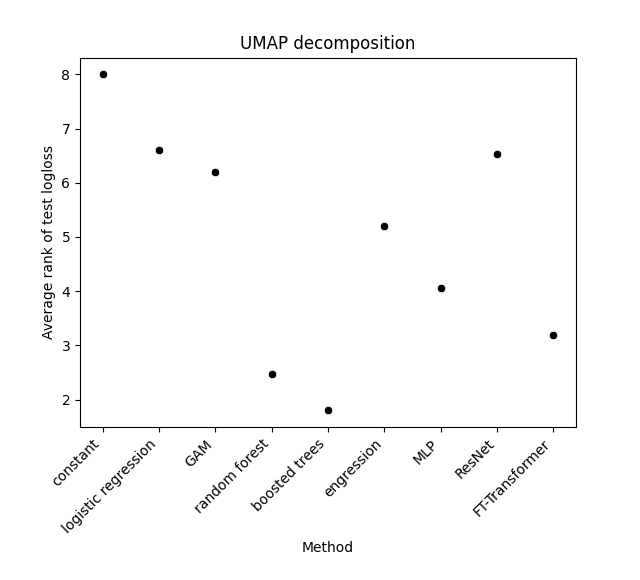 UMAP decomposition
Average rank of test logloss
8
7
6
5
4
3
2
constant
logistic regression
GAM
random forest
boosted trees
engression
MLP
ResNet
FT-Transformer
Method